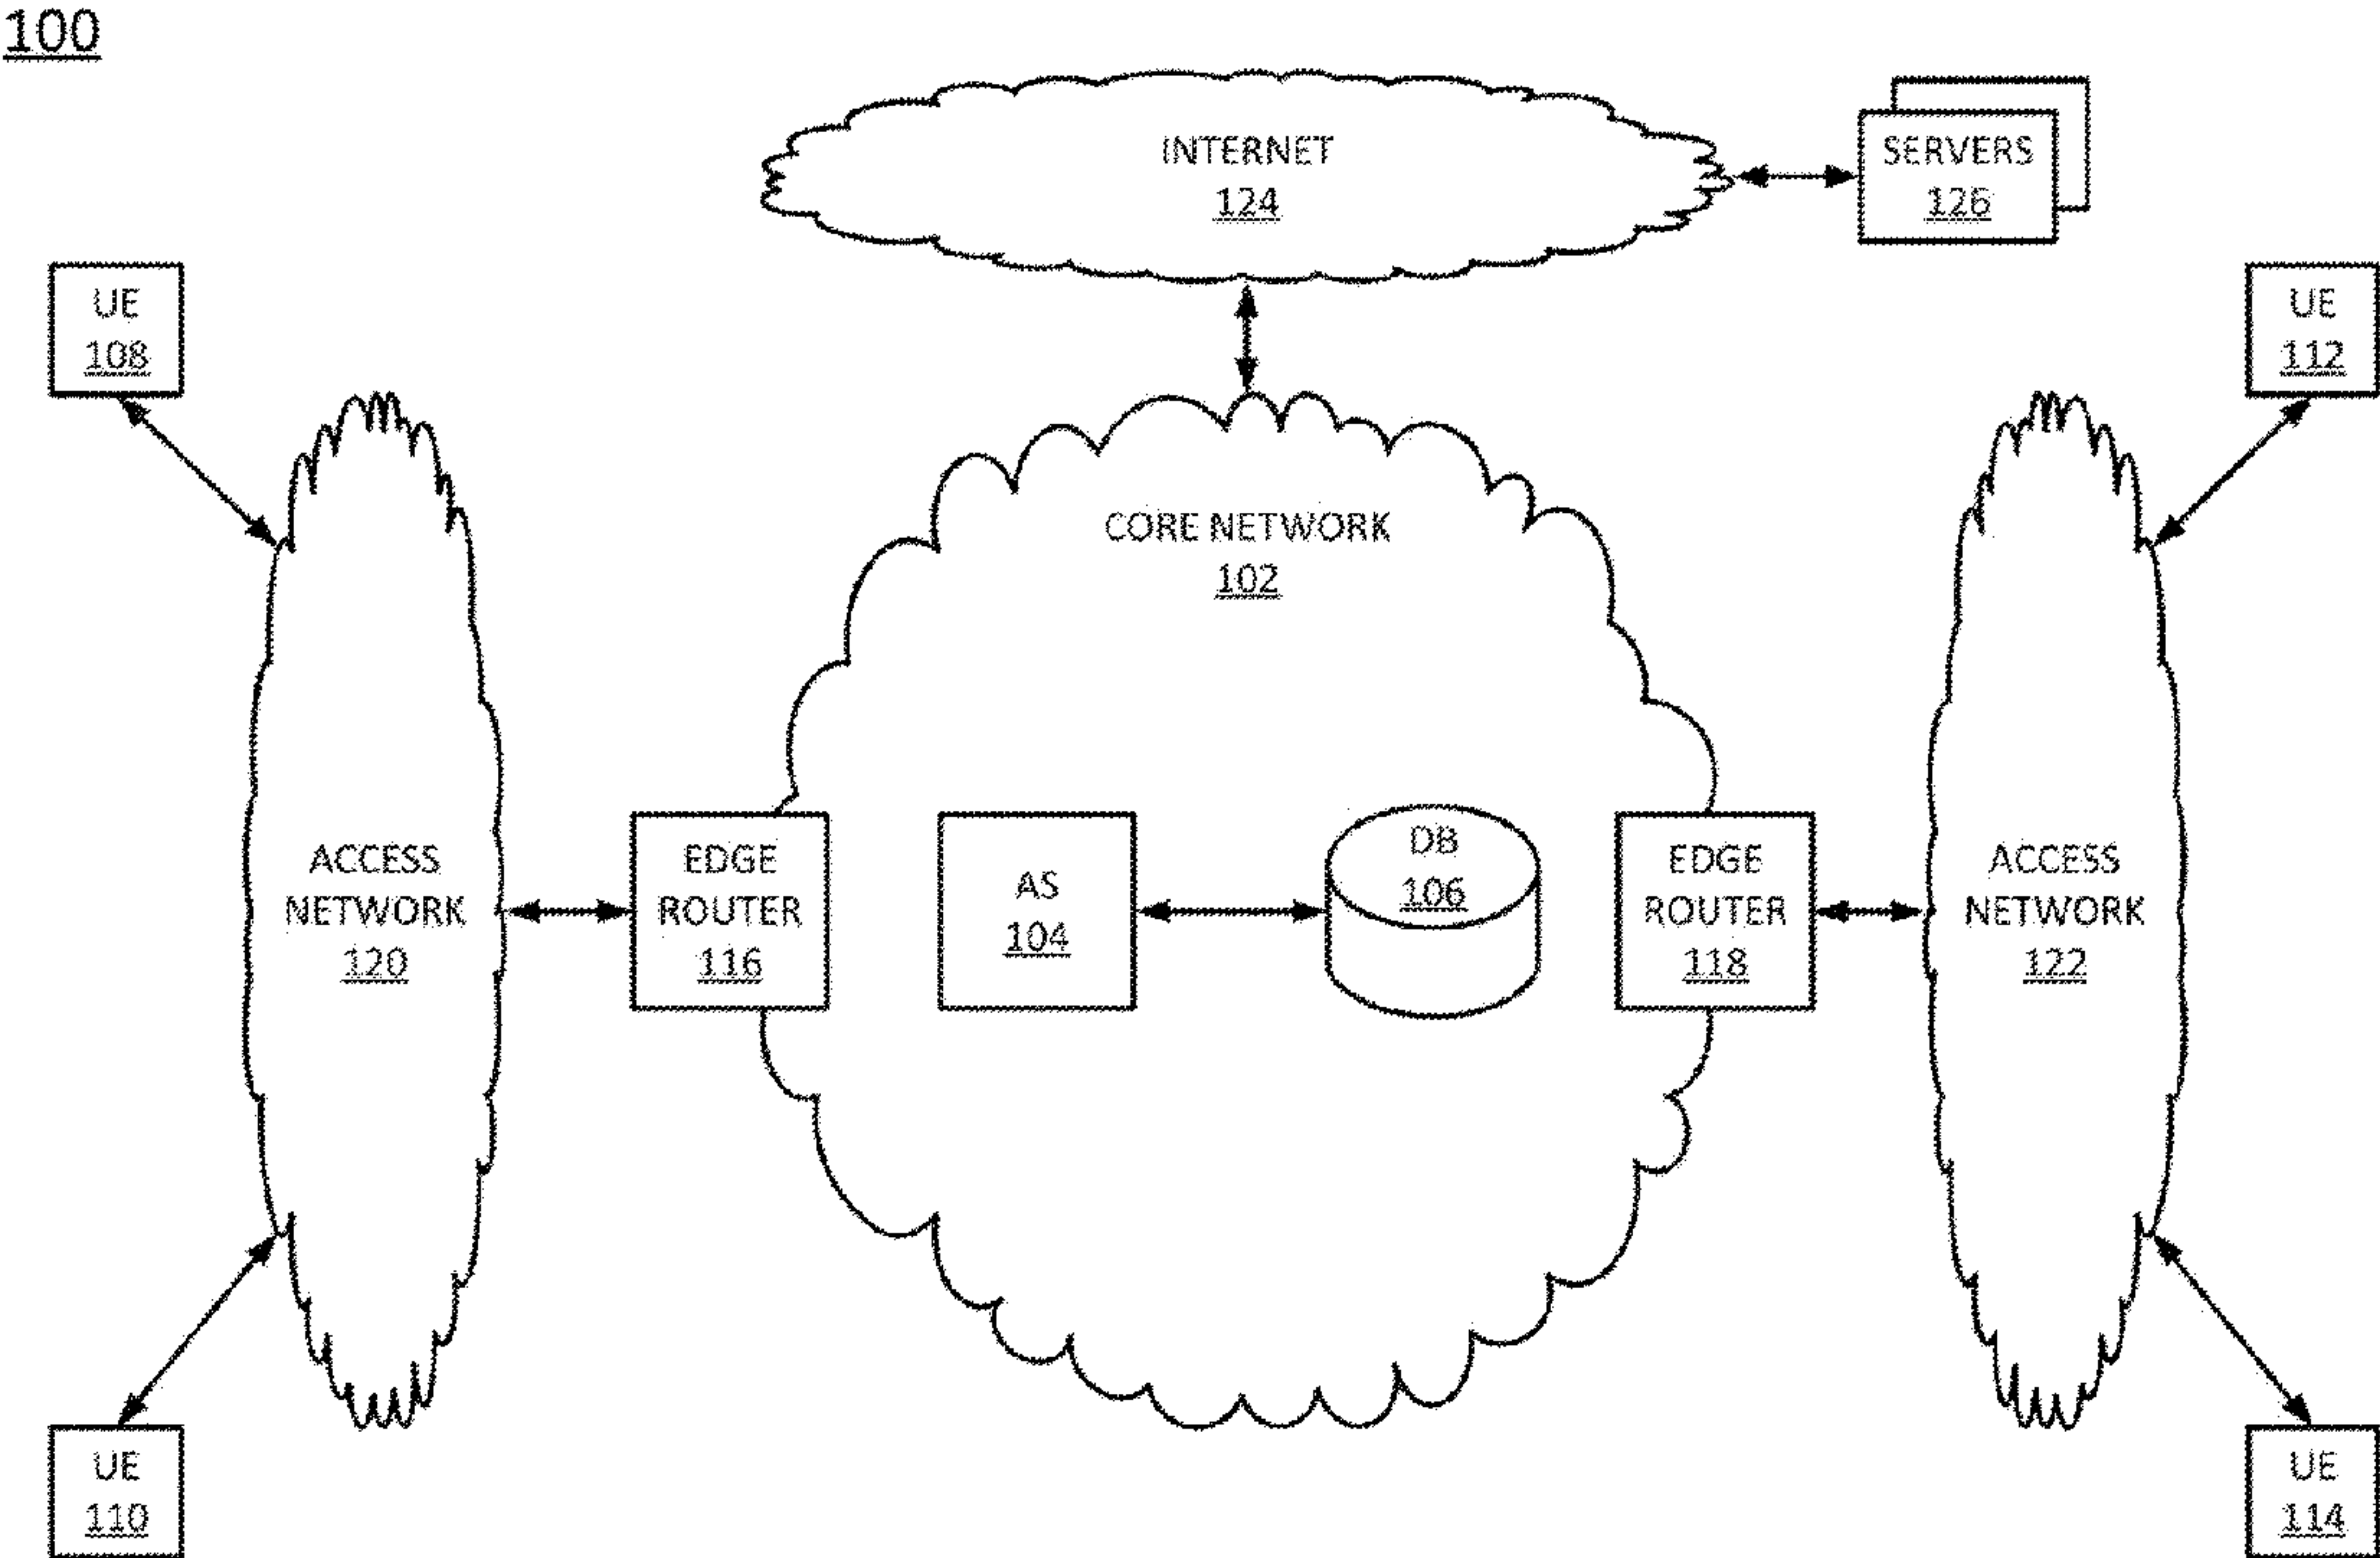 100
INTERNET
124
SERVERS
126
UE
108
UE
112
CORE NETWORK
102
ACCESS
NETWORK
120
EDGE
ROUTER
116
AS
104
DB
106
EDGE
ROUTER
118
ACCESS
NETWORK
122
UE
110
UE
114